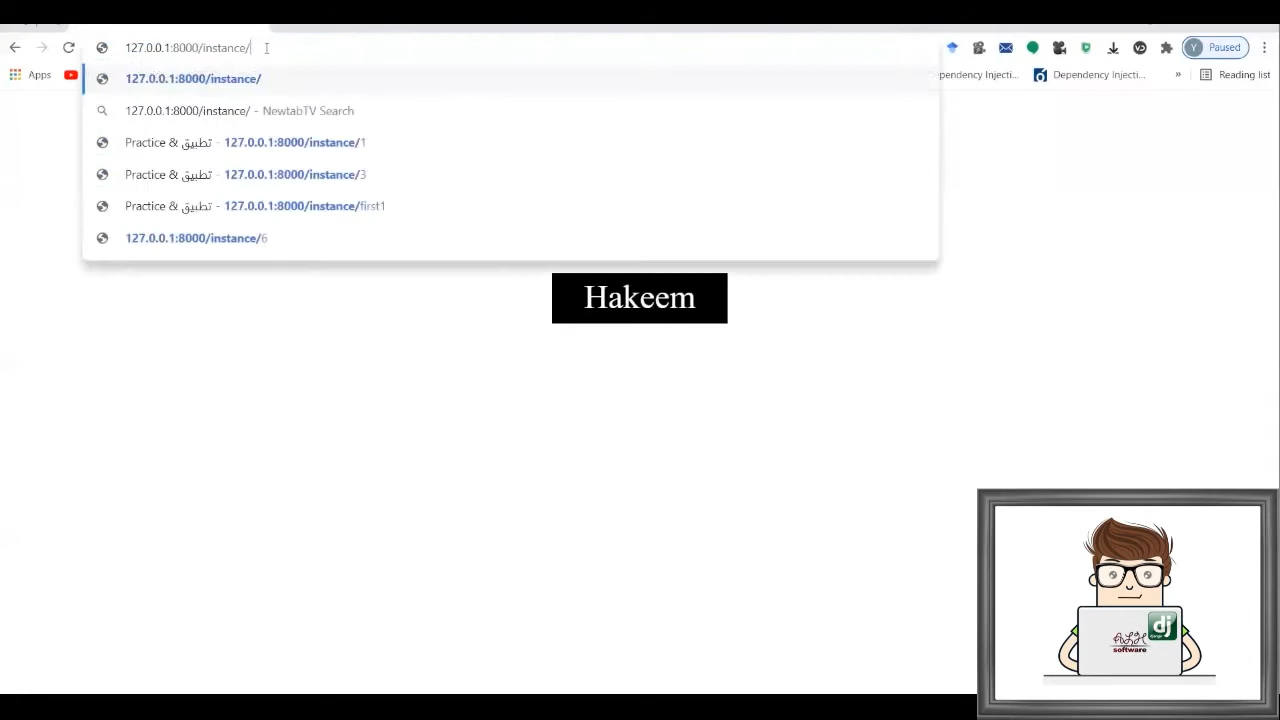 127.0.0.1:8000/instance/
Paused
Y
Apps
pendency Injecti...
Dependency Injecti...
»
Reading list
127.0.0.1:8000/instance/
127.0.0.1:8000/instance/ - NewtabTV Search
Practice & تطبيق - 127.0.0.1:8000/instance/1
Practice & تطبيق - 127.0.0.1:8000/instance/3
Practice & تطبيق - 127.0.0.1:8000/instance/first1
127.0.0.1:8000/instance/6
Hakeem
dj
django
software